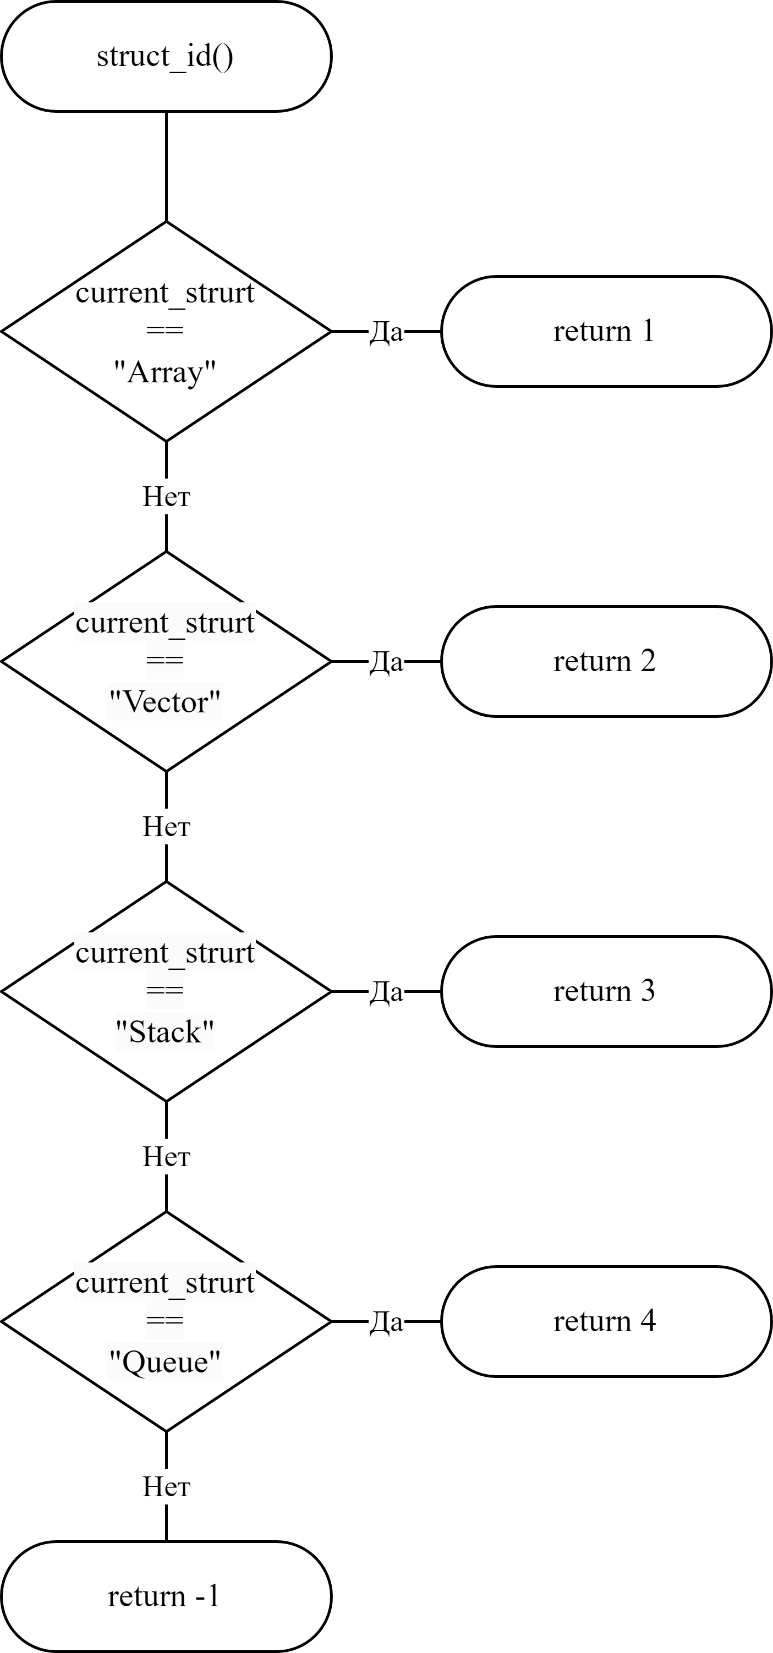 struct_id()
current_strurt
==
"Array"
Да
return 1
Нет
current_strurt
==
"Vector"
Да
return 2
Нет
current_strurt
==
"Stack"
Да
return 3
Нет
current_strurt
==
"Queue"
Да
return 4
Нет
return -1